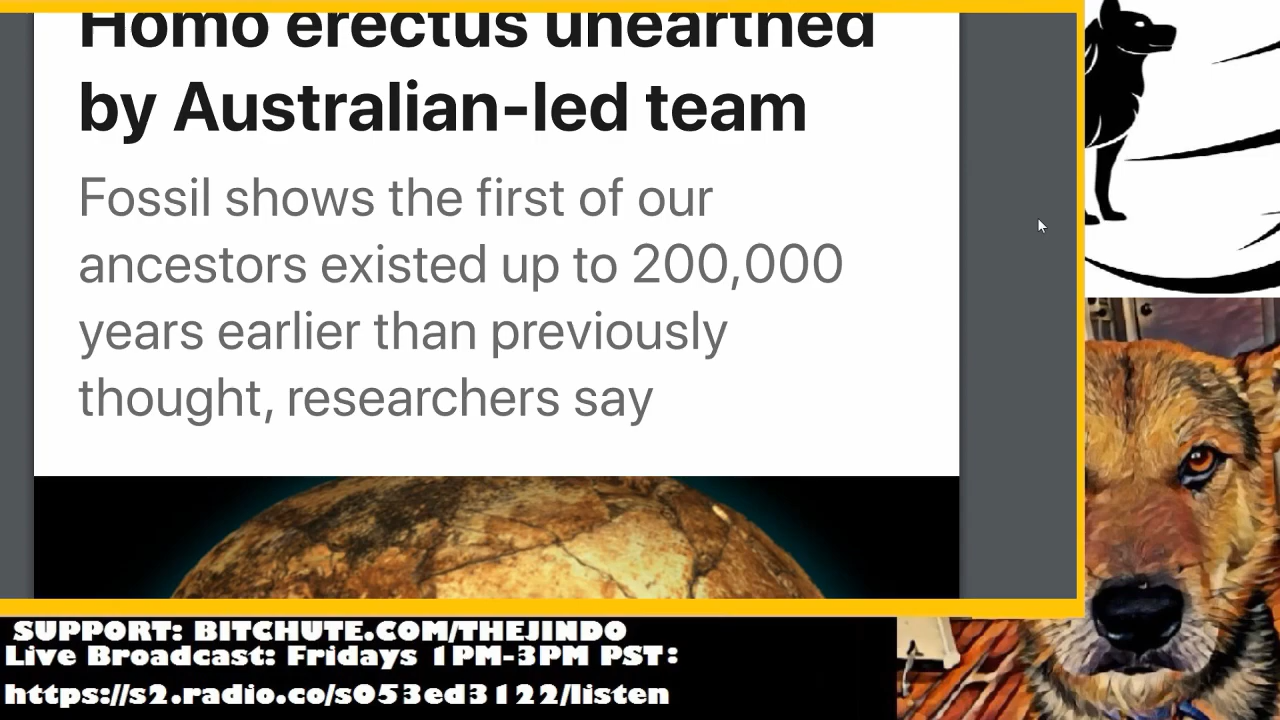 Homo erectus unearthed
by Australian-led team
Fossil shows the first of our
ancestors existed up to 200,000
years earlier than previously
thought, researchers say
SUPPORT: BITCHUTE.COM/THEJINDO
Live Broadcast: Fridays 1PM-3PM PST:
https://s2.radio.co/s053ed3122/listen